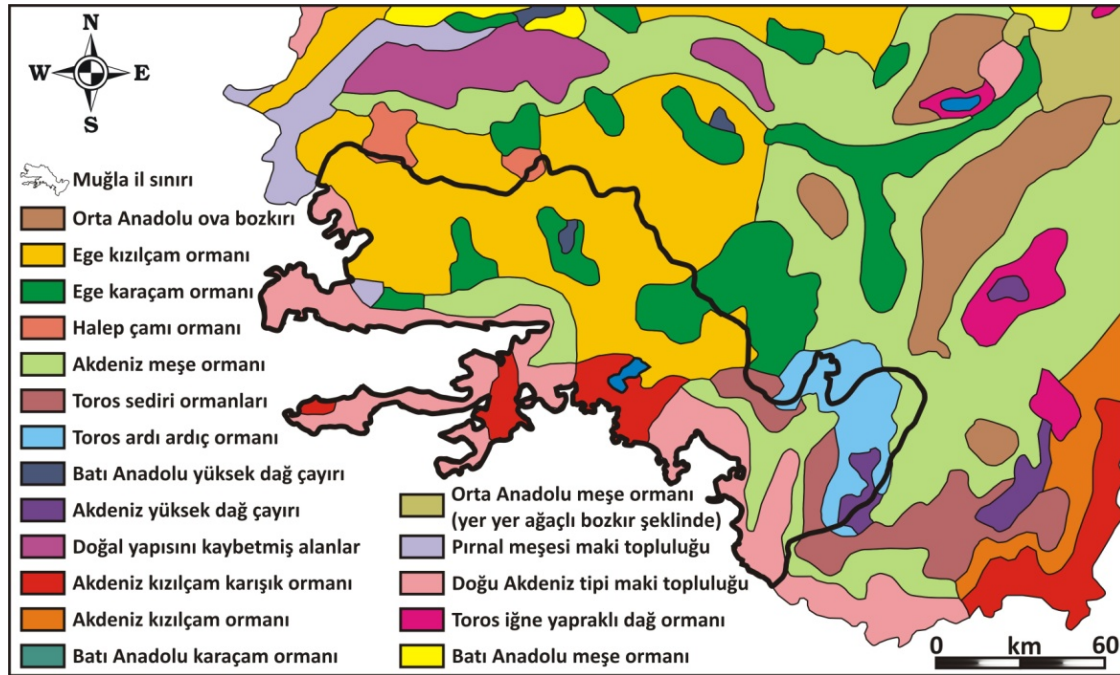 N
W E
S
Muğla il sınırı
Orta Anadolu ova bozkırı
Ege kızılçam ormanı
Ege karaçam ormanı
Halep çamı ormanı
Akdeniz meşe ormanı
Toros sediri ormanları
Toros ardı ardıç ormanı
Batı Anadolu yüksek dağ çayırı
Akdeniz yüksek dağ çayırı
Doğal yapısını kaybetmiş alanlar
Akdeniz kızılçam karışık ormanı
Akdeniz kızılçam ormanı
Batı Anadolu karaçam ormanı
Orta Anadolu meşe ormanı
(yer yer ağaçlı bozkır şeklinde)
Pırnal meşesi maki topluluğu
Doğu Akdeniz tipi maki topluluğu
Toros iğne yapraklı dağ ormanı
Batı Anadolu meşe ormanı
0 km 60